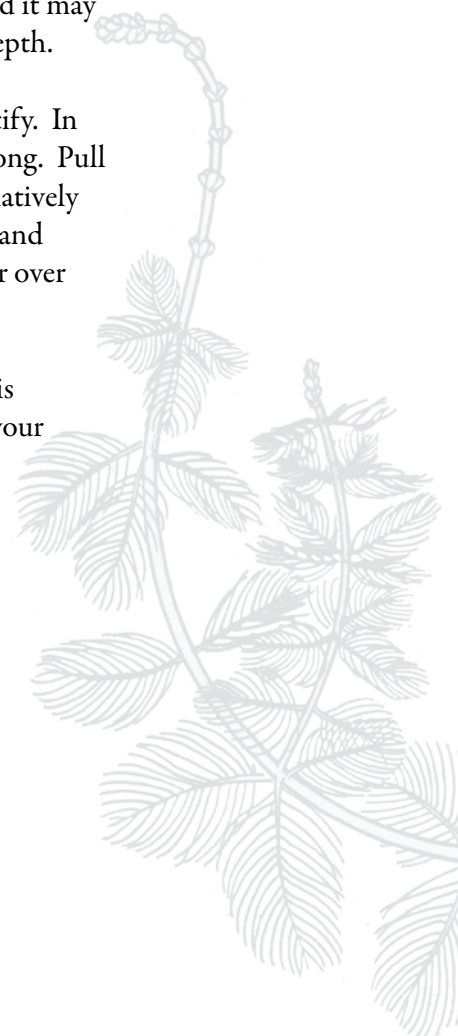 d it may
epth.
tify. In
ong. Pull
atively
and
r over
is
your